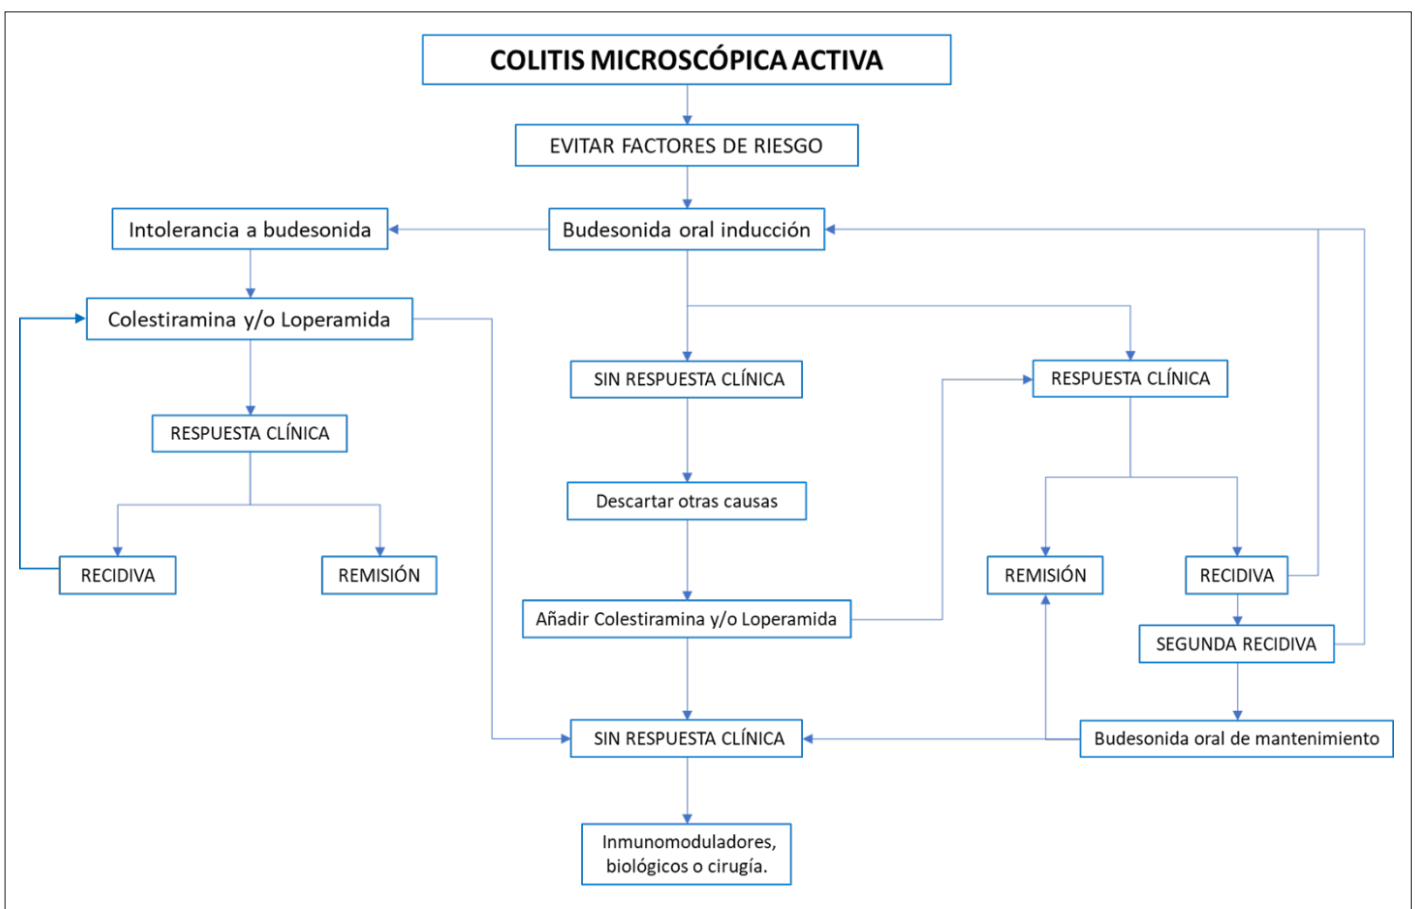 COLITIS MICROSCÓPICA ACTIVA
EVITAR FACTORES DE RIESGO
Intolerancia a budesonida
Budesonida oral inducción
Colestiramina y/o Loperamida
SIN RESPUESTA CLÍNICA
RESPUESTA CLÍNICA
RESPUESTA CLÍNICA
Descartar otras causas
RECIDIVA
REMISIÓN
REMISIÓN
RECIDIVA
Añadir Colestiramina y/o Loperamida
SEGUNDA RECIDIVA
SIN RESPUESTA CLÍNICA
Budesonida oral de mantenimiento
Inmunomoduladores,
biológicos o cirugía.